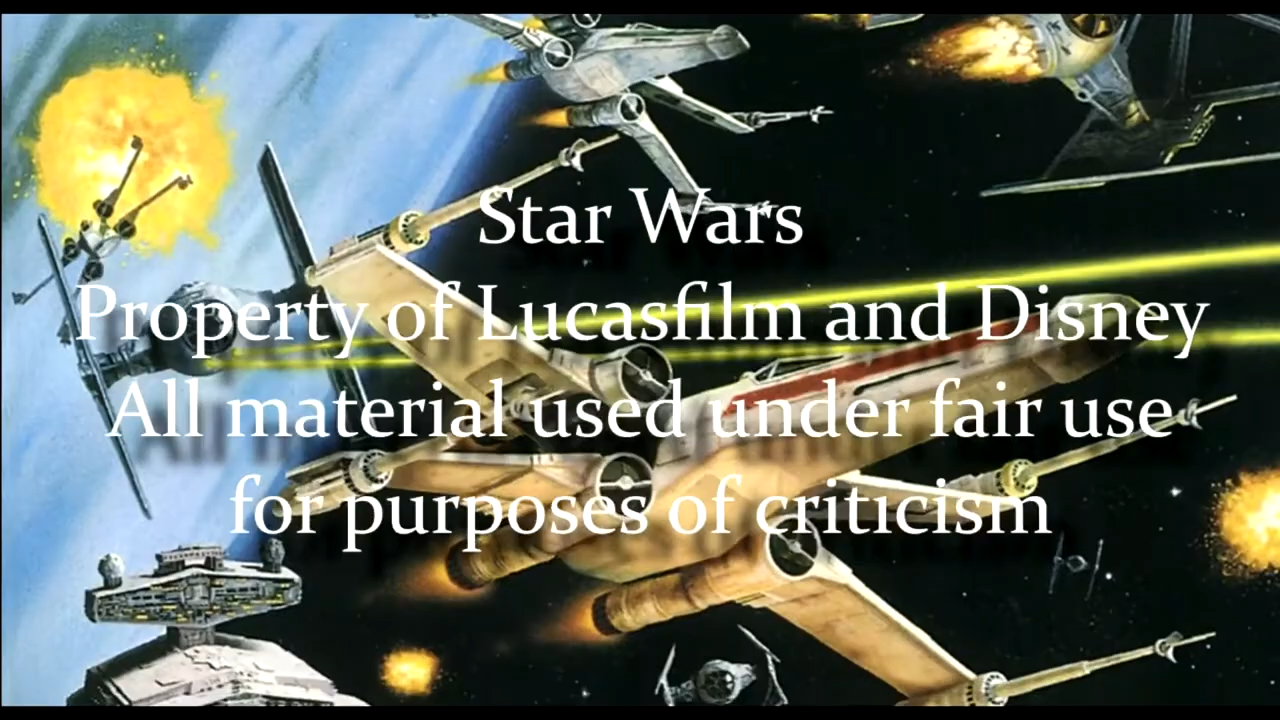 Star Wars
Property of Lucasfilm and Disney
All material used under fair use
for purposes of criticism